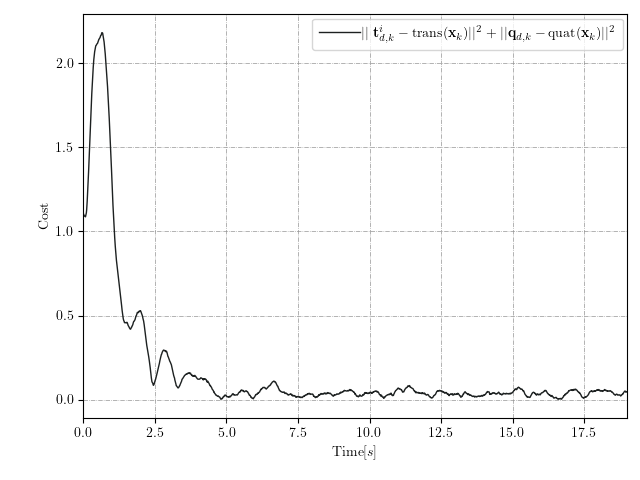 || t^i_{d,k} − trans(x_k)||^2 + ||q_{d,k} − quat(x_k)||^2
2.0
1.5
1.0
0.5
0.0
Cost
0.0 2.5 5.0 7.5 10.0 12.5 15.0 17.5
Time[s]